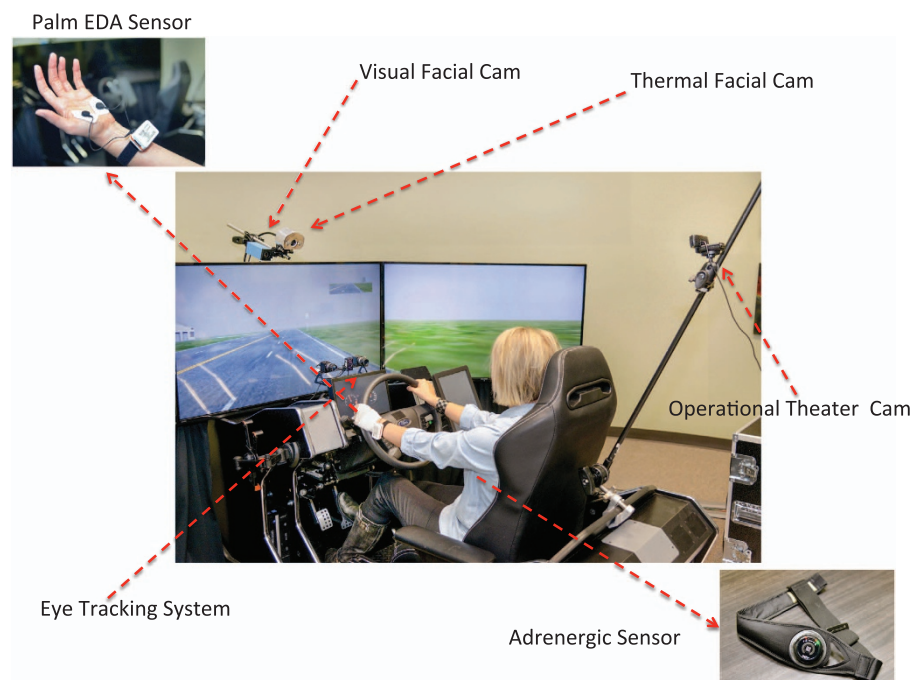 Palm EDA Sensor
Visual Facial Cam
Thermal Facial Cam
Operational Theater Cam
Eye Tracking System
Adrenergic Sensor